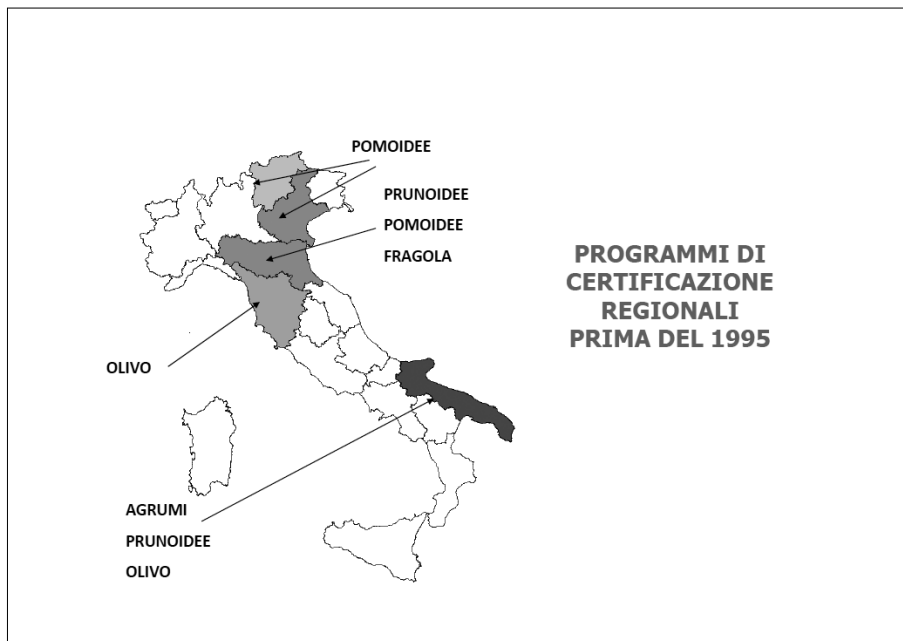 POMOIDEE
PRUNOIDEE
POMOIDEE
FRAGOLA
PROGRAMMI DI
CERTIFICAZIONE
REGIONALI
PRIMA DEL 1995
OLIVO
AGRUMI
PRUNOIDEE
OLIVO